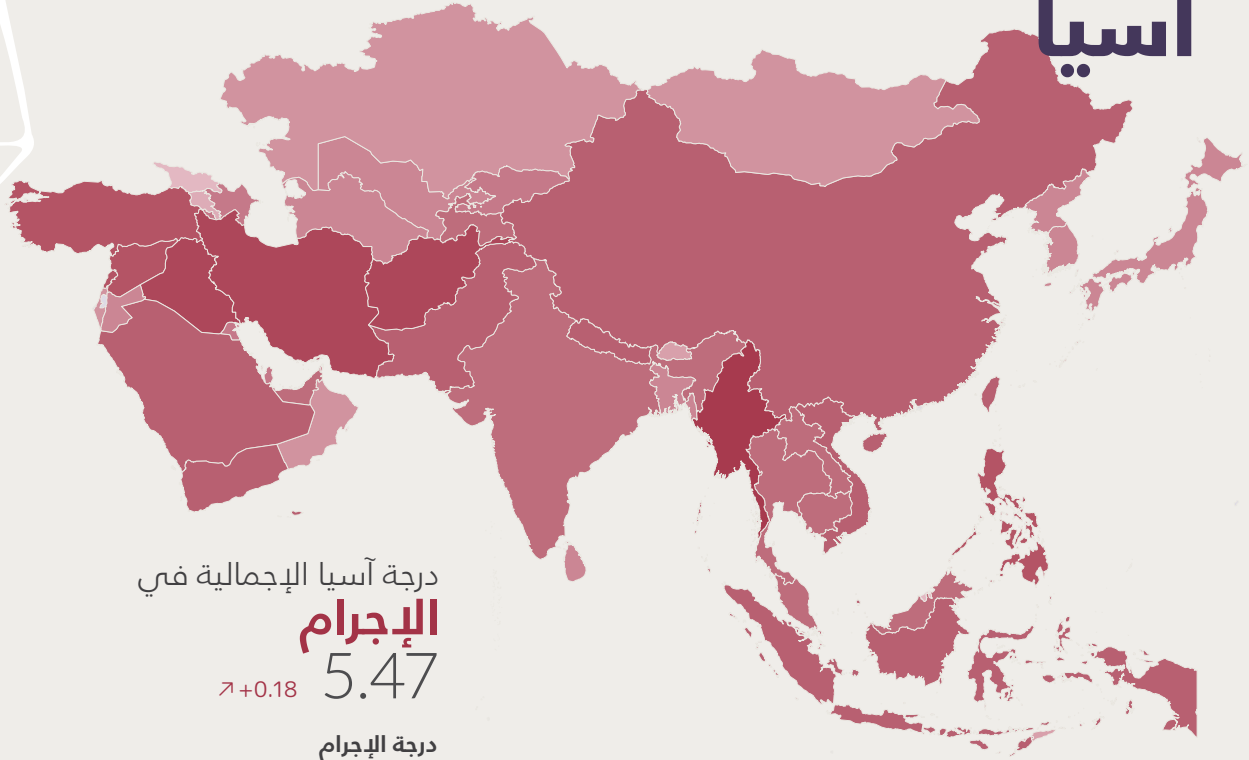 آسيا
درجة آسيا الإجمالية في
الإجرام
5.47 +0.18
درجة الإجرام